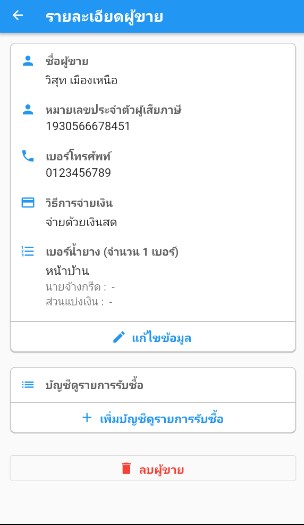 รายละเอียดผู้ขาย
ชื่อผู้ขาย
วิสุท เมืองเหนือ
หมายเลขประจำตัวผู้เสียภาษี
1930566678451
เบอร์โทรศัพท์
0123456789
วิธีการจ่ายเงิน
จ่ายด้วยเงินสด
เบอร์น้ำยาง (จำนวน 1 เบอร์)
หน้าบ้าน
นายจ้างกรีด : -
ส่วนแบ่งเงิน : -
แก้ไขข้อมูล
บัญชีดูรายการรับซื้อ
+ เพิ่มบัญชีดูรายการรับซื้อ
ลบผู้ขาย